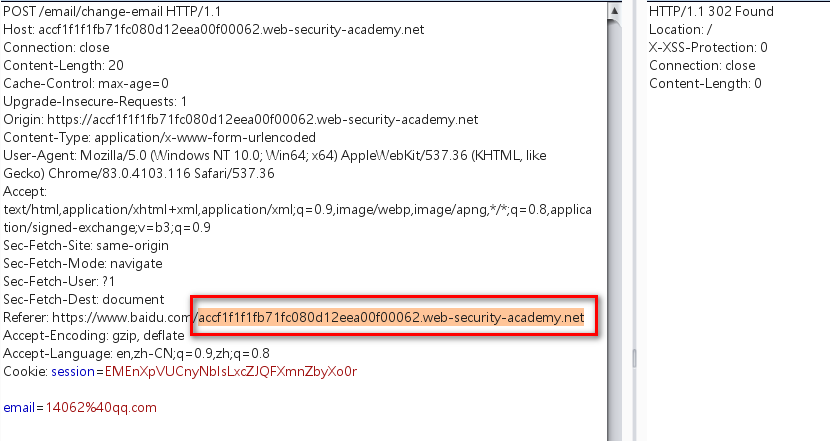 POST /email/change-email HTTP/1.1
Host: accf1f1f1fb71fc080d12eea00f00062.web-security-academy.net
Connection: close
Content-Length: 20
Cache-Control: max-age=0
Upgrade-Insecure-Requests: 1
Origin: https://accf1f1f1fb71fc080d12eea00f00062.web-security-academy.net
Content-Type: application/x-www-form-urlencoded
User-Agent: Mozilla/5.0 (Windows NT 10.0; Win64; x64) AppleWebKit/537.36 (KHTML, like
Gecko) Chrome/83.0.4103.116 Safari/537.36
Accept:
text/html,application/xhtml+xml,application/xml;q=0.9,image/webp,image/apng,*/*;q=0.8,applica
tion/signed-exchange;v=b3;q=0.9
Sec-Fetch-Site: same-origin
Sec-Fetch-Mode: navigate
Sec-Fetch-User: ?1
Sec-Fetch-Dest: document
Referer: https://www.baidu.com/accf1f1f1fb71fc080d12eea00f00062.web-security-academy.net
Accept-Encoding: gzip, deflate
Accept-Language: en,zh-CN;q=0.9,zh;q=0.8
Cookie: session=EMEnXpVUCnyNbIsLxcZJQFXmnZbyXo0r
email=14062%40qq.com
HTTP/1.1 302 Found
Location: /
X-XSS-Protection: 0
Connection: close
Content-Length: 0